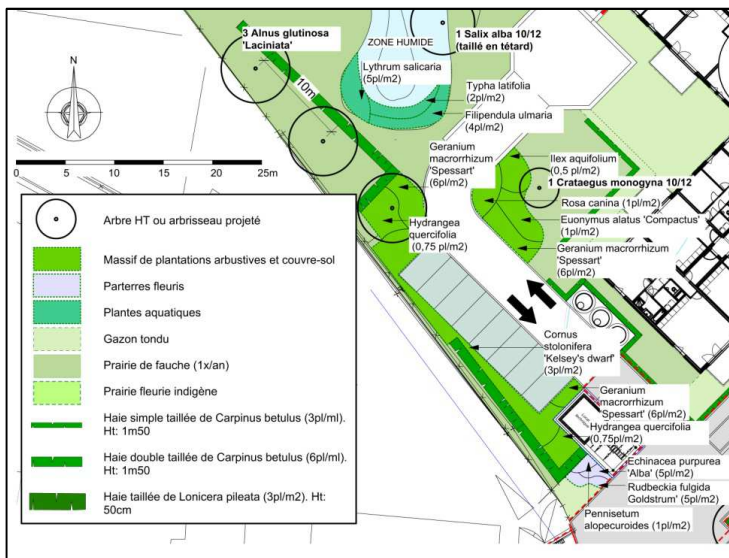 3 Alnus glutinosa
'Laciniata'
1 Salix alba 10/12
(taillé en tétard)
ZONE HUMIDE
Lythrum salicaria
(5pl/m2)
10m
Typha latifolia
(2pl/m2)
Filipendula ulmaria
(4pl/m2)
N
0 5 10 15 20 25m
Geranium
macrorrhizum
'Spessart'
(6pl/m2)
Ilex aquifolium
(0,5 pl/m2)
1 Crataegus monogyna 10/12
Rosa canina (1pl/m2)
Euonymus alatus 'Compactus'
(1pl/m2)
Geranium macrorrhizum
'Spessart'
(6pl/m2)
Hydrangea
quercifolia
(0,75 pl/m2)
Arbre HT ou arbrisseau projeté
Massif de plantations arbustives et couvre-sol
Parterres fleuris
Plantes aquatiques
Gazon tondu
Prairie de fauche (1x/an)
Prairie fleurie indigène
Haie simple taillée de Carpinus betulus (3pl/ml).
Ht: 1m50
Haie double taillée de Carpinus betulus (6pl/ml).
Ht: 1m50
Haie taillée de Lonicera pileata (3pl/m2). Ht:
50cm
Cornus
stolonifera
'Kelsey's dwarf'
(3pl/m2)
Geranium
macrorrhizum
'Spessart' (6pl/m2)
Hydrangea quercifolia
(0,75pl/m2)
Echinacea purpurea
'Alba' (5pl/m2)
Rudbeckia fulgida
Goldstrum' (5pl/m2)
Pennisetum
alopecuroides (1pl/m2)